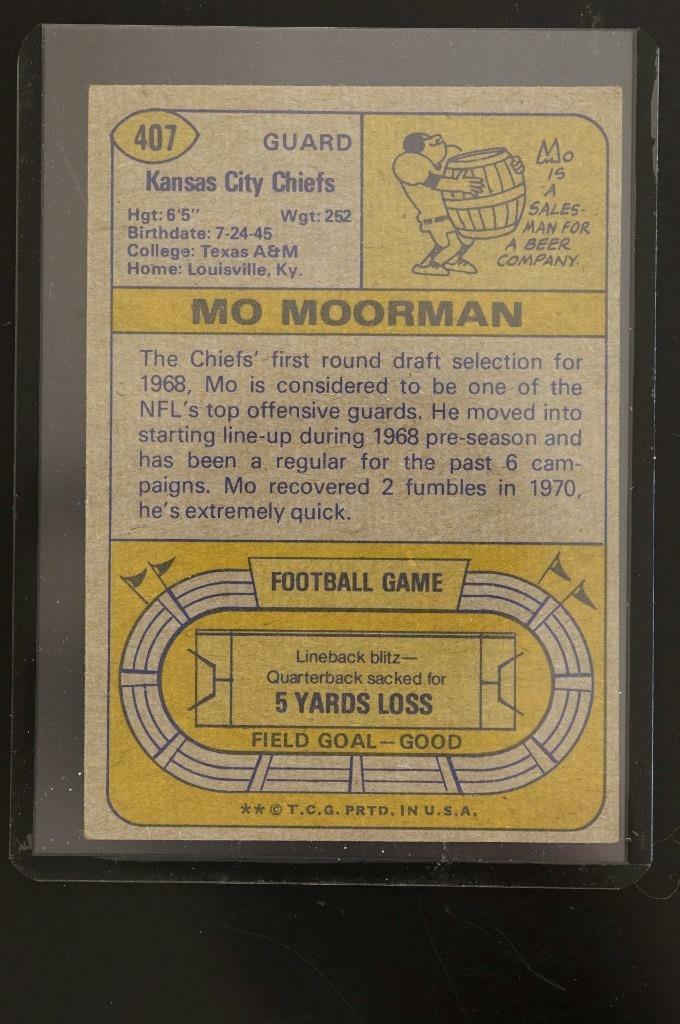 407
GUARD
Kansas City Chiefs
Hgt: 6'5" Wgt: 252
Birthdate: 7-24-45
College: Texas A&M
Home: Louisville, Ky.
MO
IS
A
SALES-
MAN FOR
A BEER
COMPANY.
MO MOORMAN
The Chiefs' first round draft selection for
1968, Mo is considered to be one of the
NFL's top offensive guards. He moved into
starting line-up during 1968 pre-season and
has been a regular for the past 6 cam-
paigns. Mo recovered 2 fumbles in 1970,
he's extremely quick.
FOOTBALL GAME
Lineback blitz—
Quarterback sacked for
5 YARDS LOSS
FIELD GOAL—GOOD
** © T.C.G. PRTD. IN U.S.A.